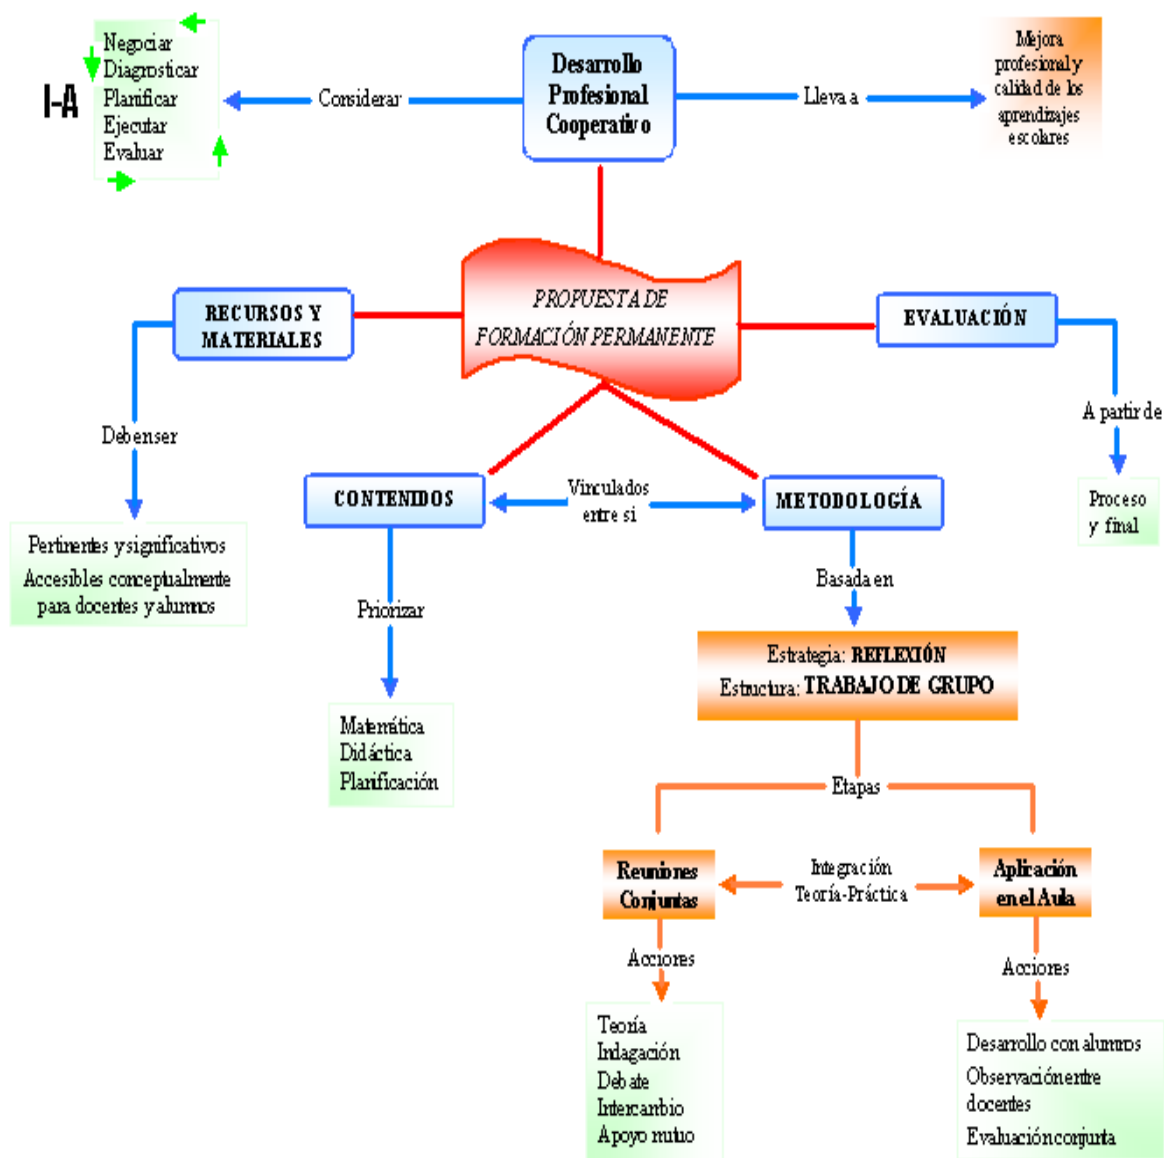 Negociar
Diagnosticar
I-A
Planificar
Ejecutar
Evaluar
Considerar
Desarrollo
Profesional
Cooperativo
Lleva a
Mejora
profesional y
calidad de los
aprendizajes
escolares
RECURSOS Y
MATERIALES
PROPUESTA DE
FORMACIÓN PERMANENTE
EVALUACIÓN
Deben ser
A partir de
Pertinentes y significativos
Accesibles conceptualmente
para docentes y alumnos
CONTENIDOS
Vinculados
entre si
METODOLOGÍA
Proceso
y final
Priorizar
Basada en
Matemática
Didáctica
Planificación
Estrategia: REFLEXIÓN
Estructura: TRABAJO DE GRUPO
Etapas
Reuniones
Conjuntas
Integración
Teoría-Práctica
Aplicación
en el Aula
Acciones
Acciones
Teoría
Indagación
Debate
Intercambio
Apoyo mutuo
Desarrollo con alumnos
Observación entre
docentes
Evaluación conjunta